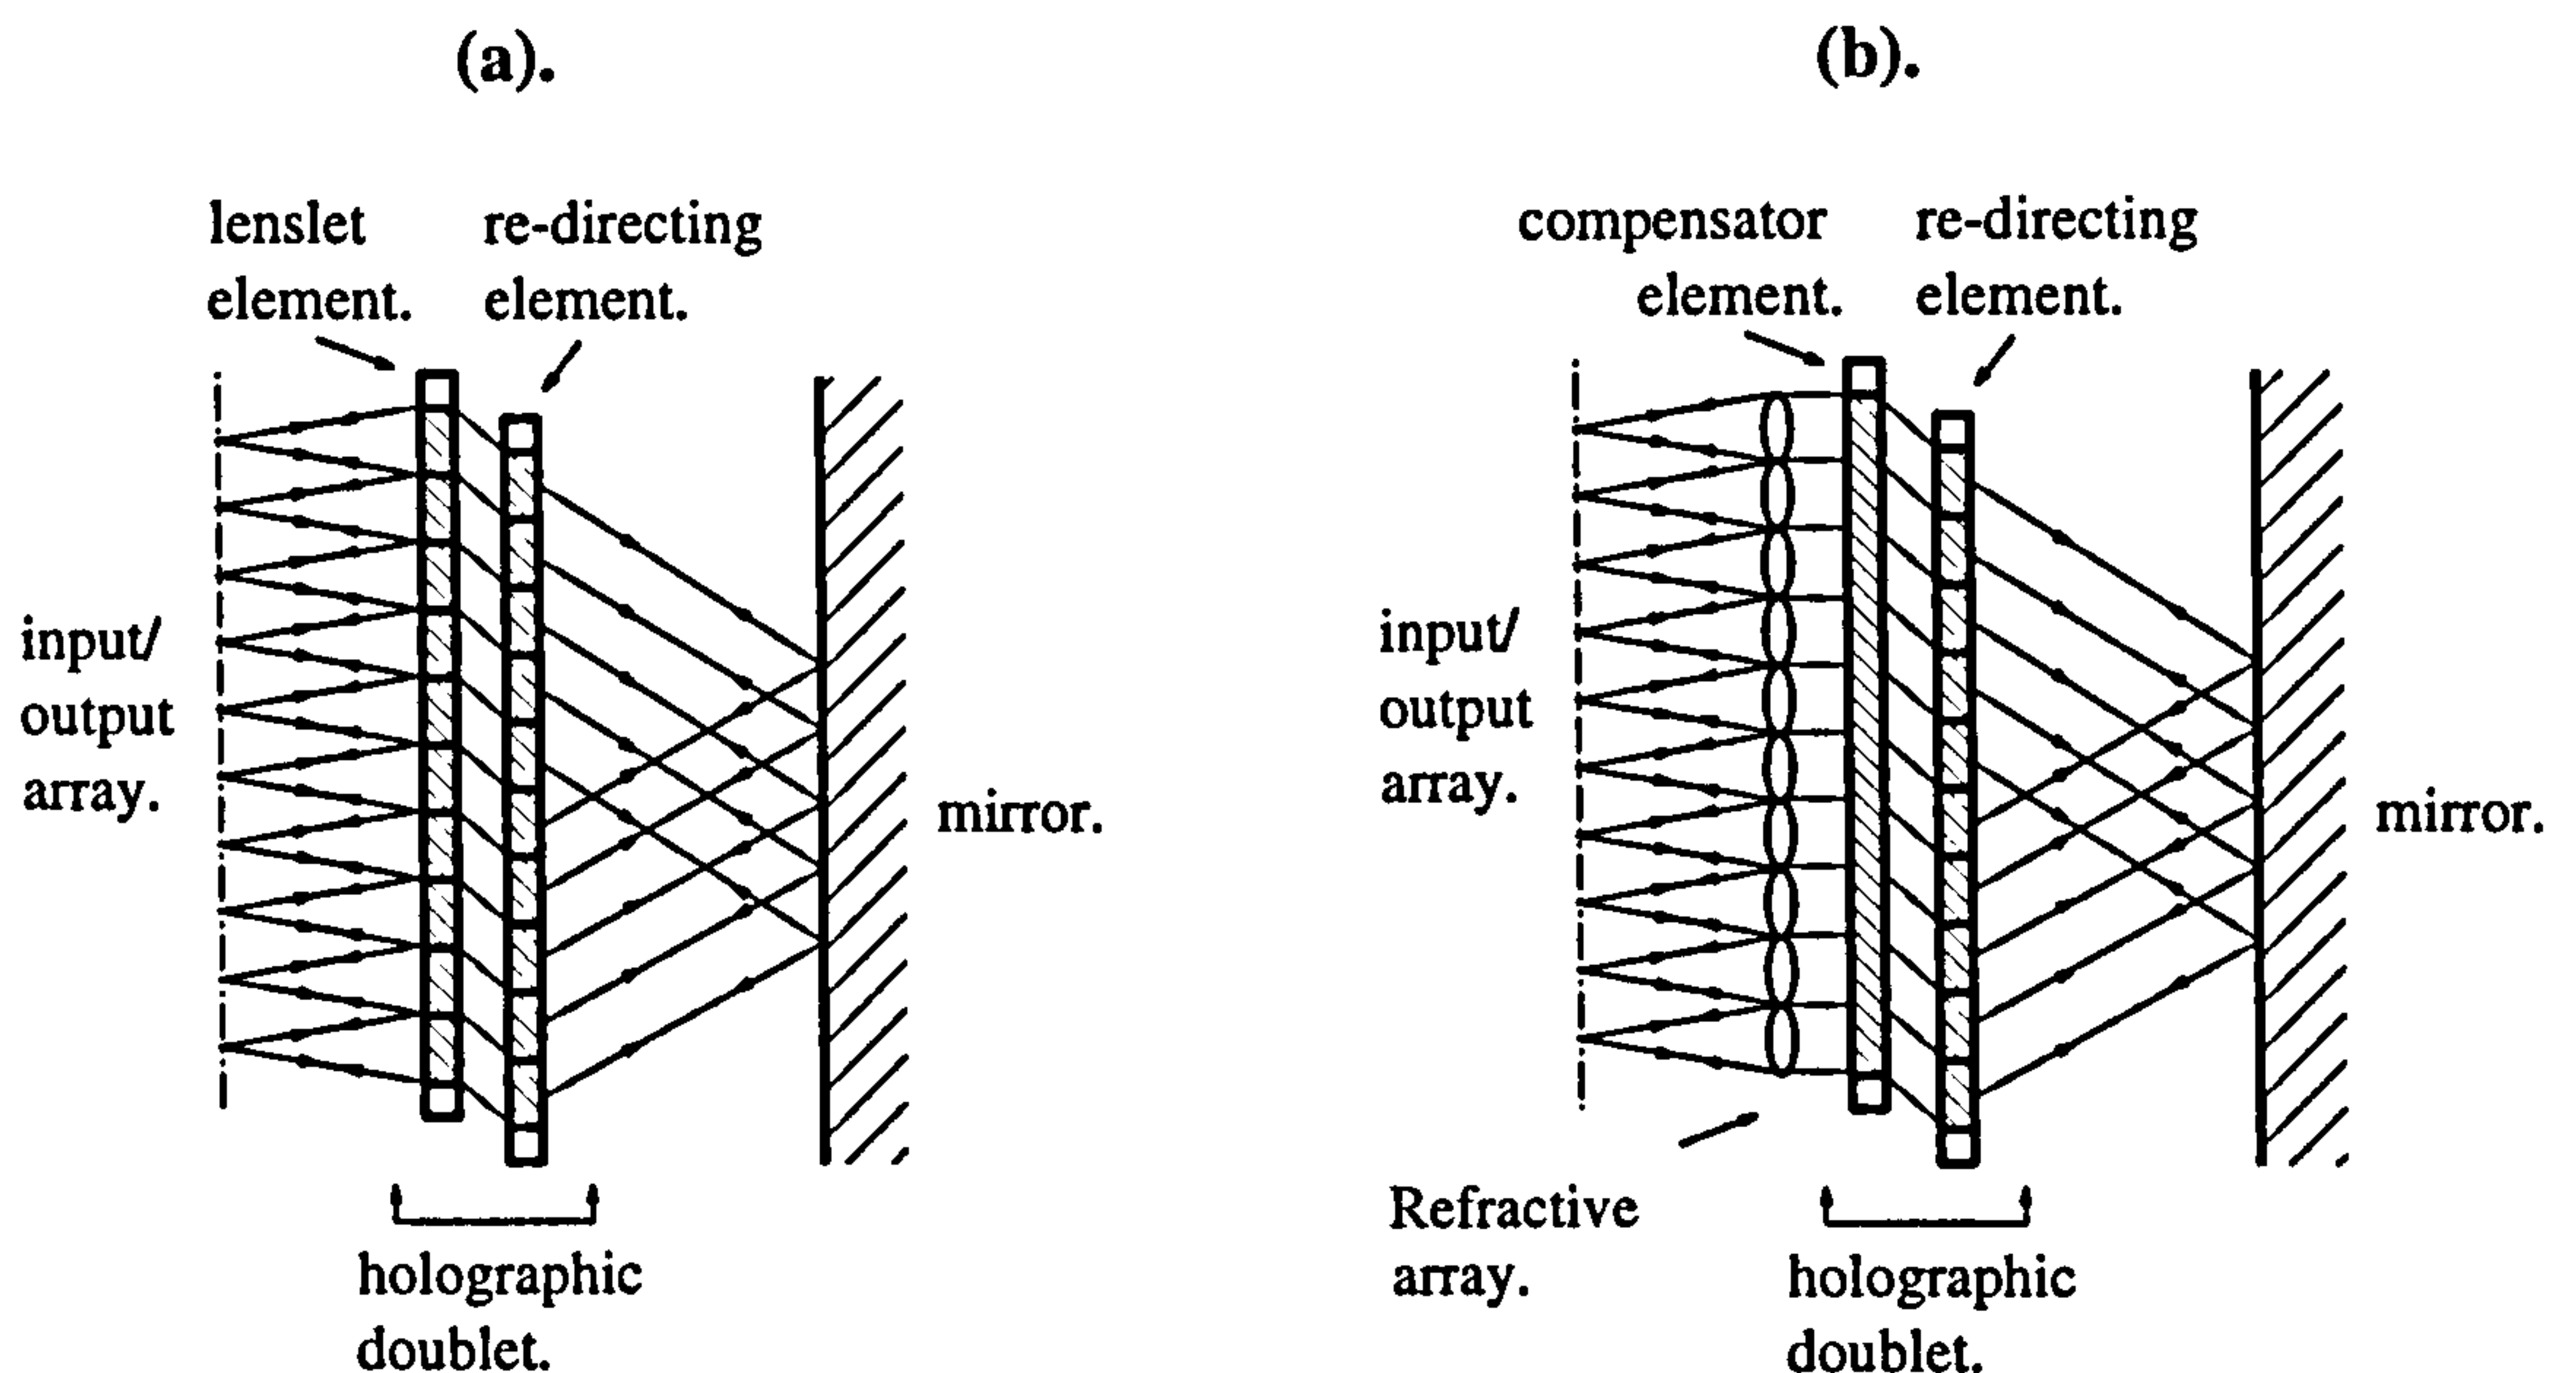 (a).
lenslet
element.
re-directing
element.
input/
output
array.
mirror.
holographic
doublet.
(b).
compensator
element.
re-directing
element.
input/
output
array.
mirror.
Refractive
array.
holographic
doublet.